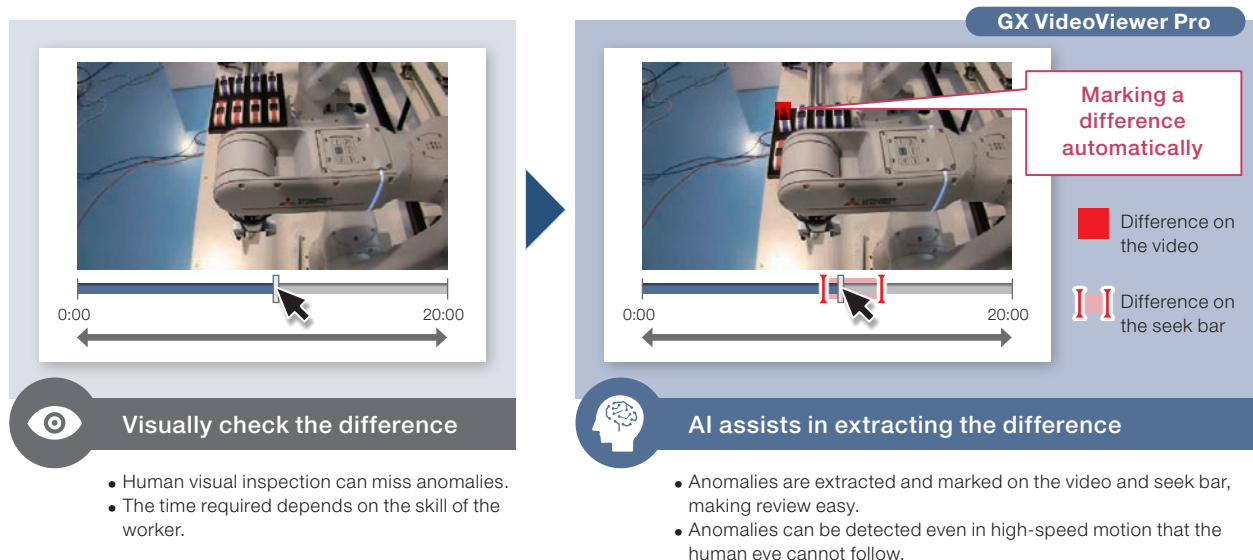 GX VideoViewer Pro
Marking a
difference
automatically
Difference on
the video
0:00
20:00
0:00
20:00
Difference on
the seek bar
Visually check the difference
AI assists in extracting the difference
● Human visual inspection can miss anomalies.
● The time required depends on the skill of the
worker.
● Anomalies are extracted and marked on the video and seek bar,
making review easy.
● Anomalies can be detected even in high-speed motion that the
human eye cannot follow.